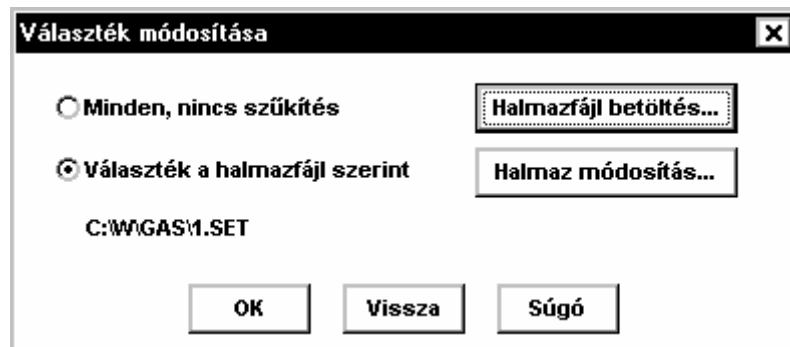 Választék módosítása
Minden, nincs szűkítés
Halmazfájl betöltés...
Választék a halmazfájl szerint
Halmaz módosítás...
C:\W\GAS\1.SET
OK
Vissza
Súgó